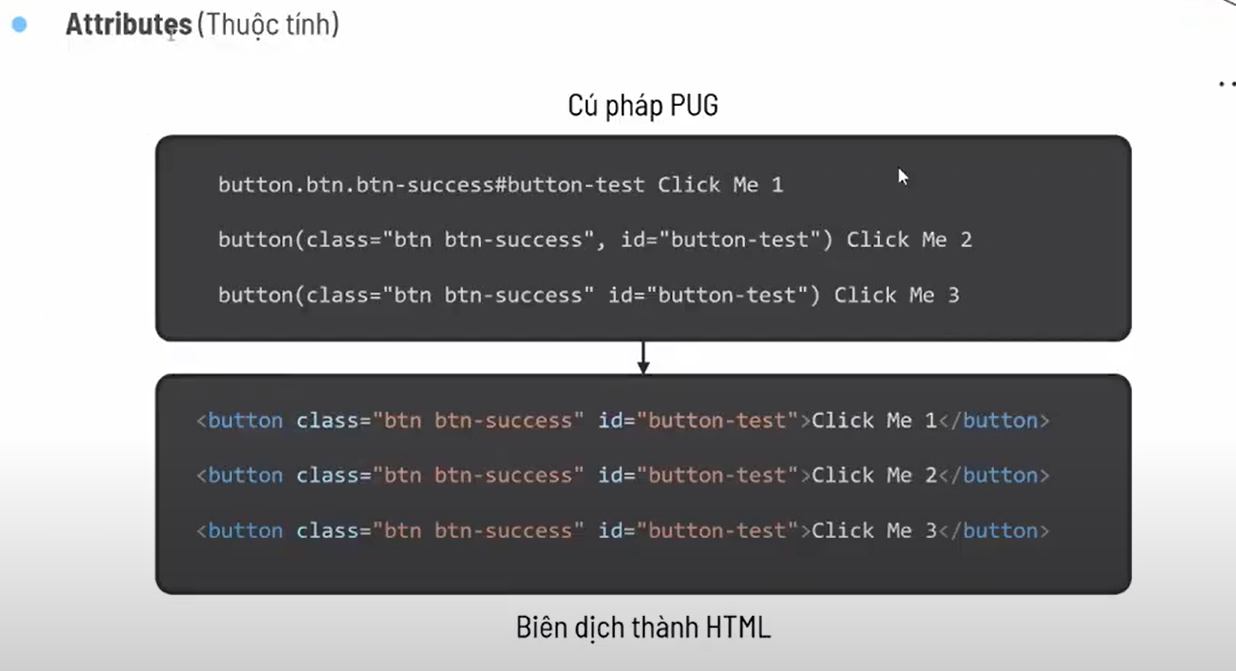 Attributes (Thuộc tính)
Cú pháp PUG
button.btn.btn-success#button-test Click Me 1
button(class="btn btn-success", id="button-test") Click Me 2
button(class="btn btn-success" id="button-test") Click Me 3
<button class="btn btn-success" id="button-test">Click Me 1</button>
<button class="btn btn-success" id="button-test">Click Me 2</button>
<button class="btn btn-success" id="button-test">Click Me 3</button>
Biên dịch thành HTML